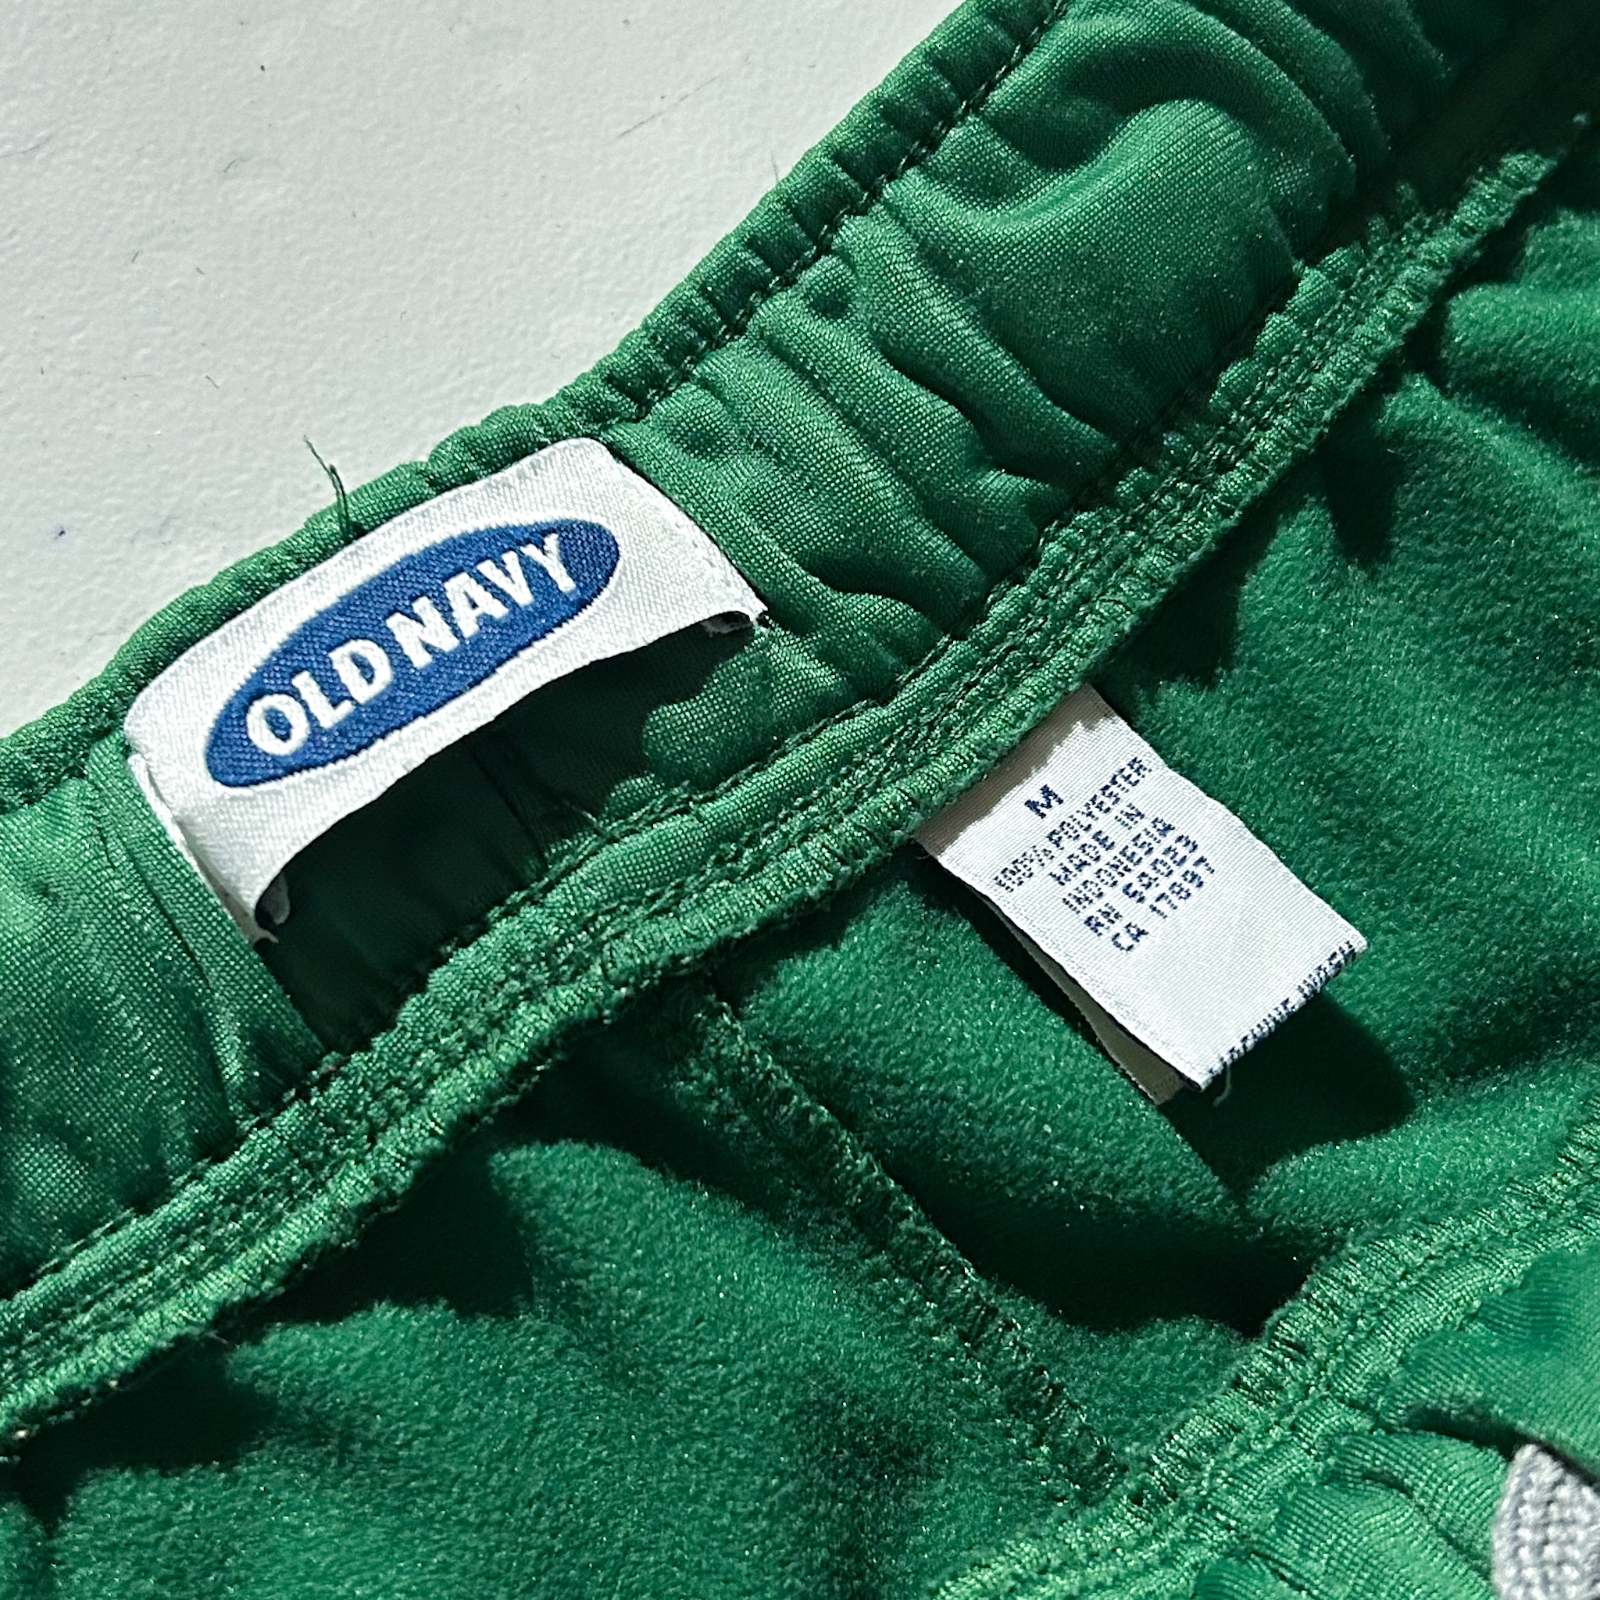 OLD NAVY
M
100% POLYESTER
MADE IN
INDONESIA
RN 54023
CA 17897